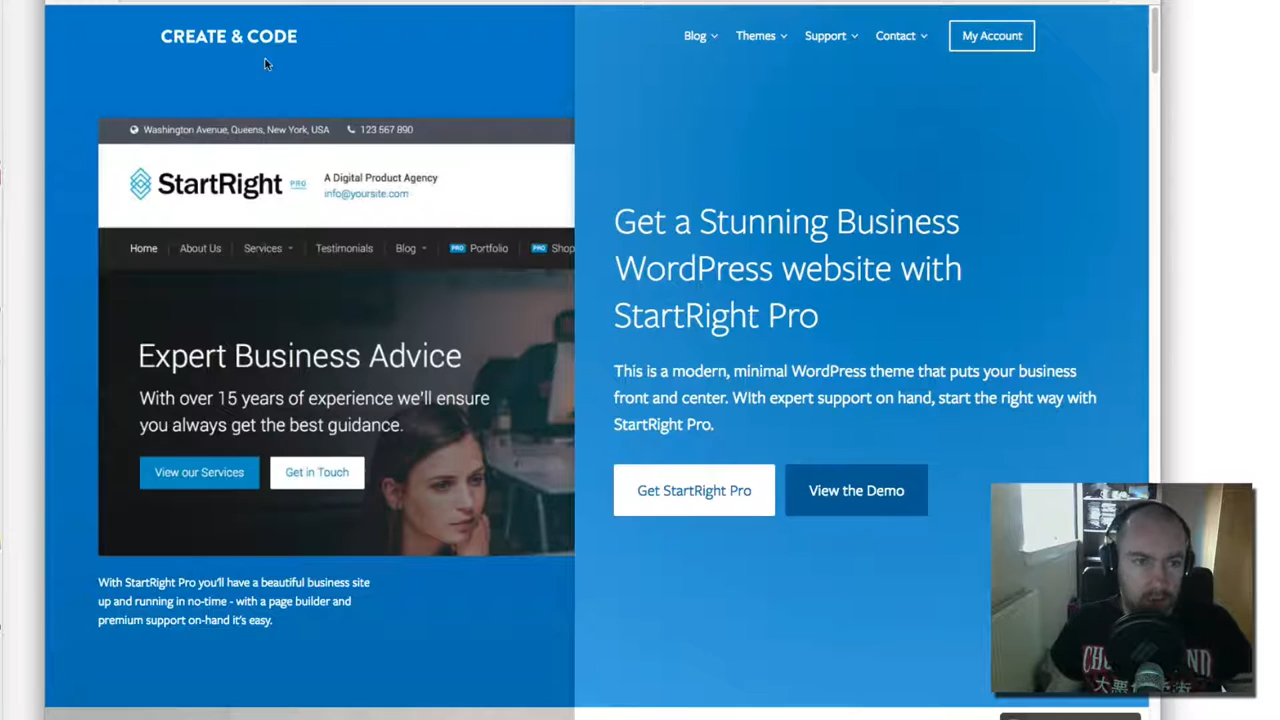 CREATE & CODE
Blog Themes Support Contact My Account
Washington Avenue, Queens, New York, USA 123 567 890
StartRight PRO
A Digital Product Agency
info@yoursite.com
Home About Us Services Testimonials Blog PRO Portfolio PRO Shop
Expert Business Advice
With over 15 years of experience we'll ensure
you always get the best guidance.
View our Services Get in Touch
With StartRight Pro you'll have a beautiful business site
up and running in no-time - with a page builder and
premium support on-hand it's easy.
Get a Stunning Business
WordPress website with
StartRight Pro
This is a modern, minimal WordPress theme that puts your business
front and center. WIth expert support on hand, start the right way with
StartRight Pro.
Get StartRight Pro View the Demo